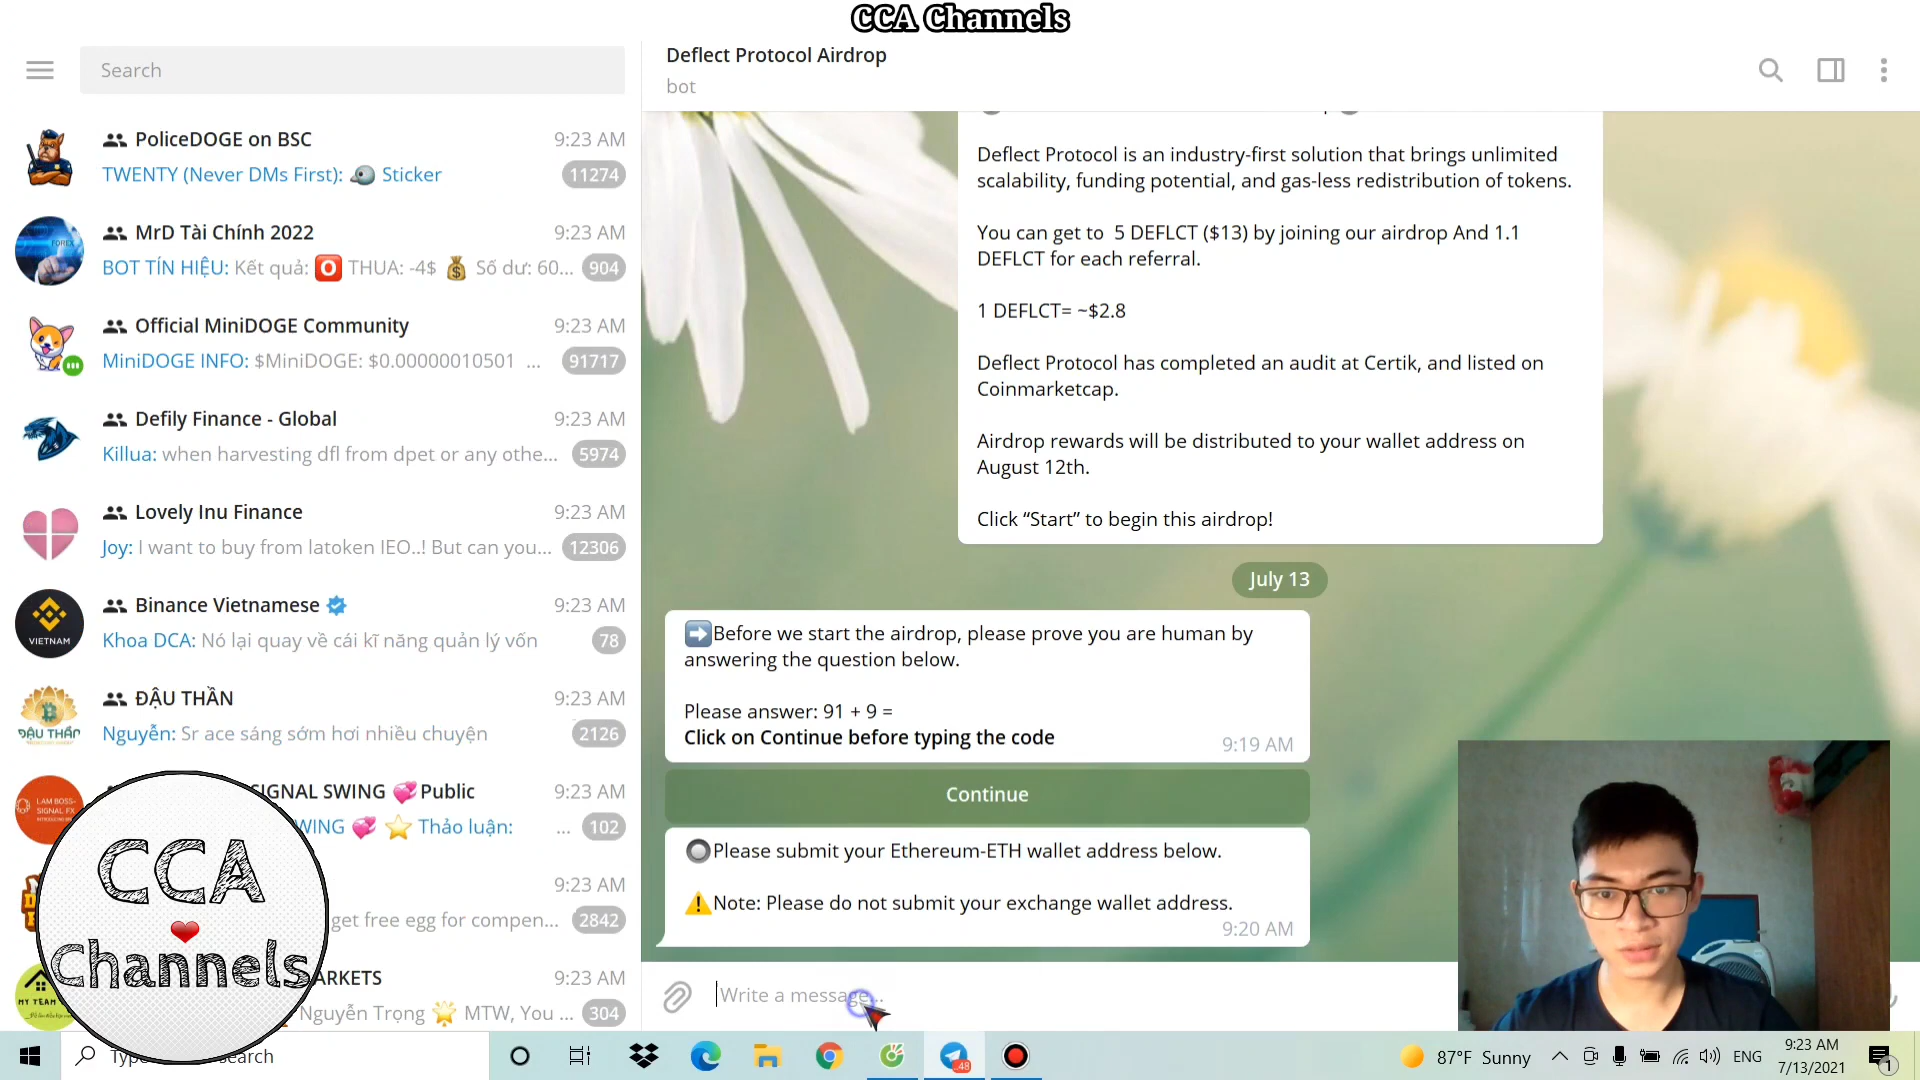 CCA Channels
Search
PoliceDOGE on BSC 9:23 AM
TWENTY (Never DMs First): Sticker 11274
MrD Tài Chính 2022 9:23 AM
BOT TÍN HIỆU: Kết quả: O THUA: -4$ Số dư: 60... 904
Official MiniDOGE Community 9:23 AM
MiniDOGE INFO: $MiniDOGE: $0.00000010501 ... 91717
Defily Finance - Global 9:23 AM
Killua: when harvesting dfl from dpet or any othe... 5974
Lovely Inu Finance 9:23 AM
Joy: I want to buy from latoken IEO..! But can you... 12306
VIETNAM
Binance Vietnamese 9:23 AM
Khoa DCA: Nó lại quay về cái kĩ năng quản lý vốn 78
ĐẬU THẦN
ĐẬU THẦN 9:23 AM
Nguyễn: Sr ace sáng sớm hơi nhiều chuyện 2126
LAM BOSS-
SIGNAL FX
SIGNAL SWING Public 9:23 AM
WING Thảo luận: ... 102
9:23 AM
get free egg for compen... 2842
MY TEAM
ARKETS 9:23 AM
Nguyễn Trọng MTW, You ... 304
CCA
Channels
Deflect Protocol Airdrop
bot
Deflect Protocol is an industry-first solution that brings unlimited
scalability, funding potential, and gas-less redistribution of tokens.
You can get to 5 DEFLCT ($13) by joining our airdrop And 1.1
DEFLCT for each referral.
1 DEFLCT= ~$2.8
Deflect Protocol has completed an audit at Certik, and listed on
Coinmarketcap.
Airdrop rewards will be distributed to your wallet address on
August 12th.
Click “Start” to begin this airdrop!
July 13
Before we start the airdrop, please prove you are human by
answering the question below.
Please answer: 91 + 9 =
Click on Continue before typing the code
9:19 AM
Continue
Please submit your Ethereum-ETH wallet address below.
Note: Please do not submit your exchange wallet address.
9:20 AM
Write a message...
Type search
48
87°F Sunny
ENG
9:23 AM
7/13/2021
1